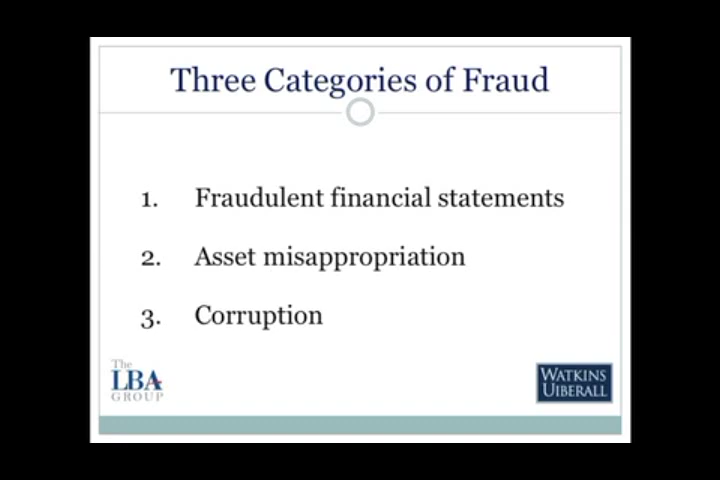 Three Categories of Fraud
1. Fraudulent financial statements
2. Asset misappropriation
3. Corruption
The
LBA
GROUP
WATKINS
UIBERALL